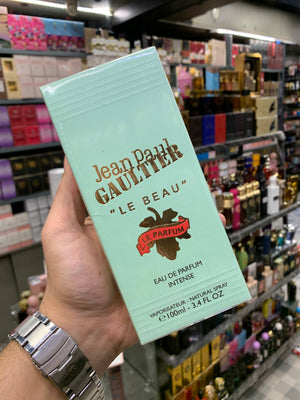 Jean Paul
GAULTIER
"LE BEAU"
LE PARFUM
EAU DE PARFUM
INTENSE
VAPORISATEUR - NATURAL SPRAY
℮100ml - 3.4 FL.OZ